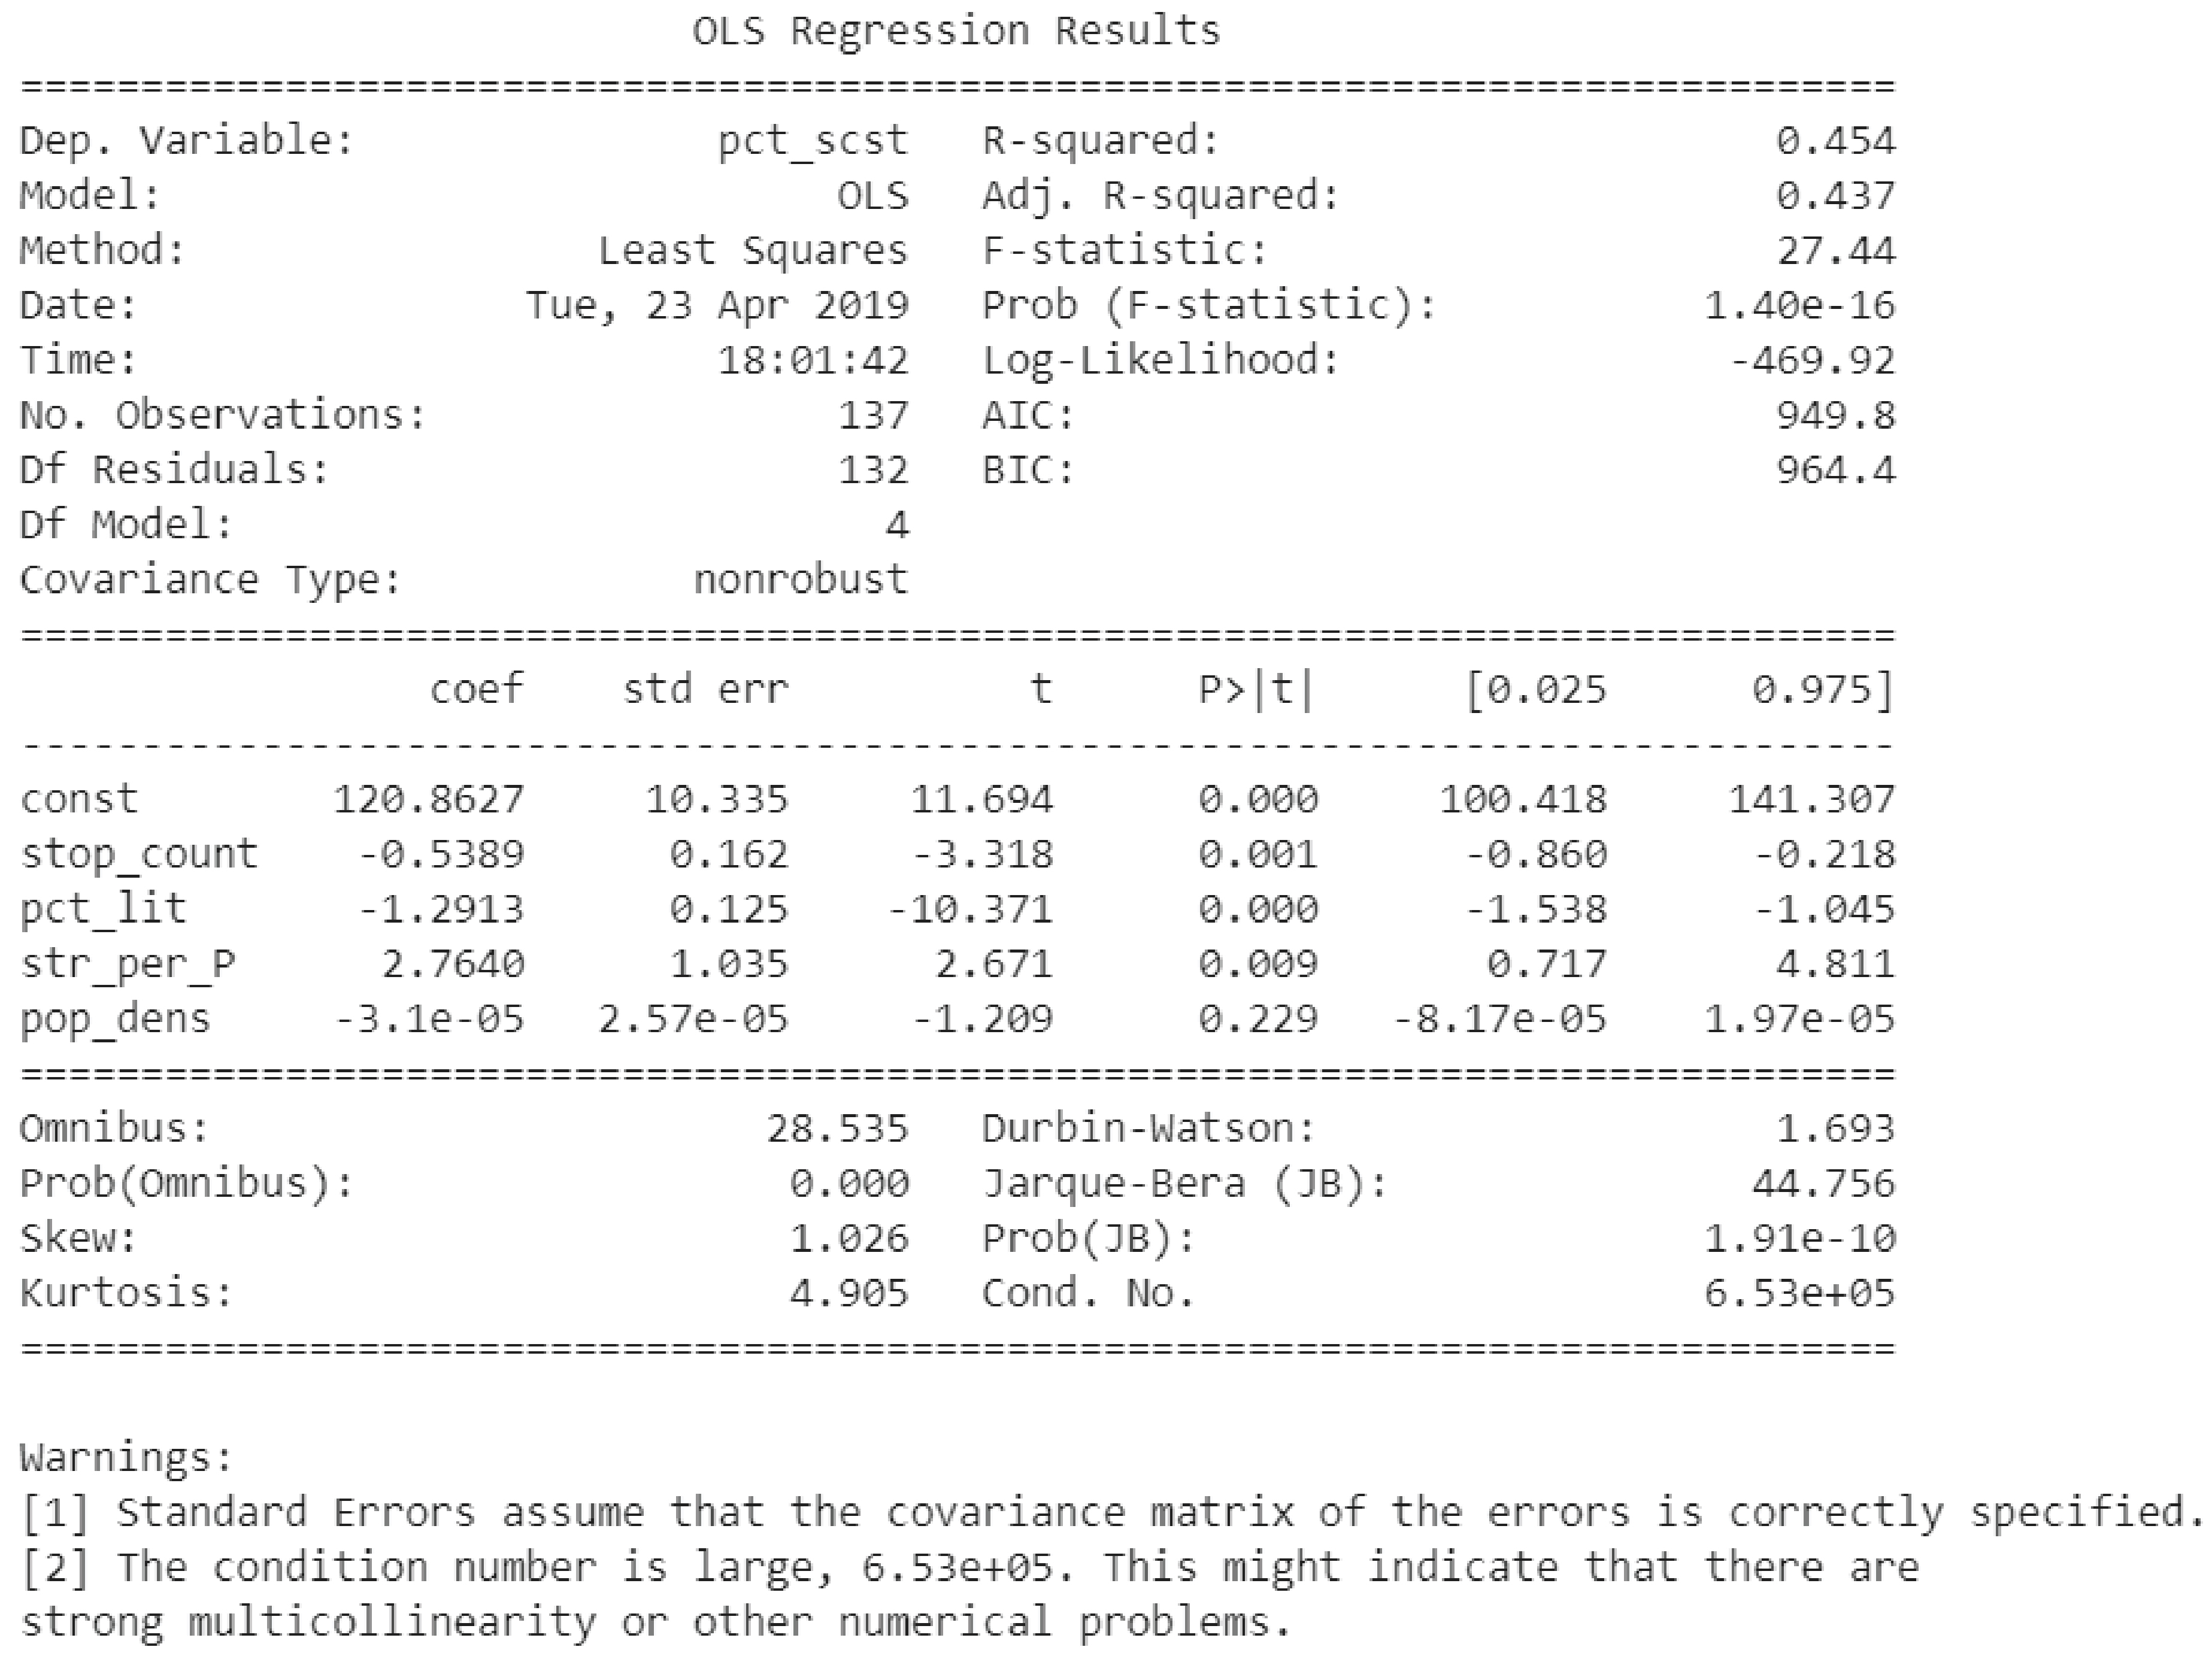 OLS Regression Results
==============================================================================
Dep. Variable: pct_scst R-squared: 0.454
Model: OLS Adj. R-squared: 0.437
Method: Least Squares F-statistic: 27.44
Date: Tue, 23 Apr 2019 Prob (F-statistic): 1.40e-16
Time: 18:01:42 Log-Likelihood: -469.92
No. Observations: 137 AIC: 949.8
Df Residuals: 132 BIC: 964.4
Df Model: 4
Covariance Type: nonrobust
==============================================================================
coef std err t P>|t| [0.025 0.975]
------------------------------------------------------------------------------
const 120.8627 10.335 11.694 0.000 100.418 141.307
stop_count -0.5389 0.162 -3.318 0.001 -0.860 -0.218
pct_lit -1.2913 0.125 -10.371 0.000 -1.538 -1.045
str_per_P 2.7640 1.035 2.671 0.009 0.717 4.811
pop_dens -3.1e-05 2.57e-05 -1.209 0.229 -8.17e-05 1.97e-05
==============================================================================
Omnibus: 28.535 Durbin-Watson: 1.693
Prob(Omnibus): 0.000 Jarque-Bera (JB): 44.756
Skew: 1.026 Prob(JB): 1.91e-10
Kurtosis: 4.905 Cond. No. 6.53e+05
==============================================================================
Warnings:
[1] Standard Errors assume that the covariance matrix of the errors is correctly specified.
[2] The condition number is large, 6.53e+05. This might indicate that there are
strong multicollinearity or other numerical problems.